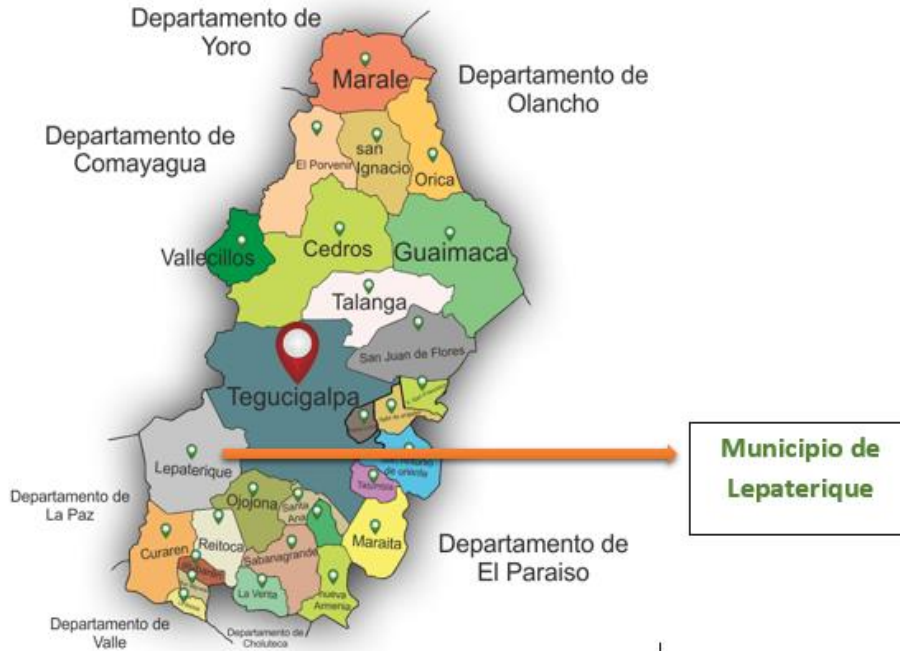 Departamento de
Yoro
Marale
Departamento de
Olancho
Departamento de
Comayagua
El Porvenir
san
Ignacio
Orica
Vallecillos
Cedros
Guaimaca
Talanga
San Juan de Flores
Tegucigalpa
Lepaterique
de oriente
Municipio de
Lepaterique
Departamento de
La Paz
Ojojona
Santa
Ana
Curaren
Reitoca
Sabanagrande
Maraita
Departamento de
El Paraiso
La Venta
nueva
Armenia
Departamento de
Valle
Departamento de
Choluteca